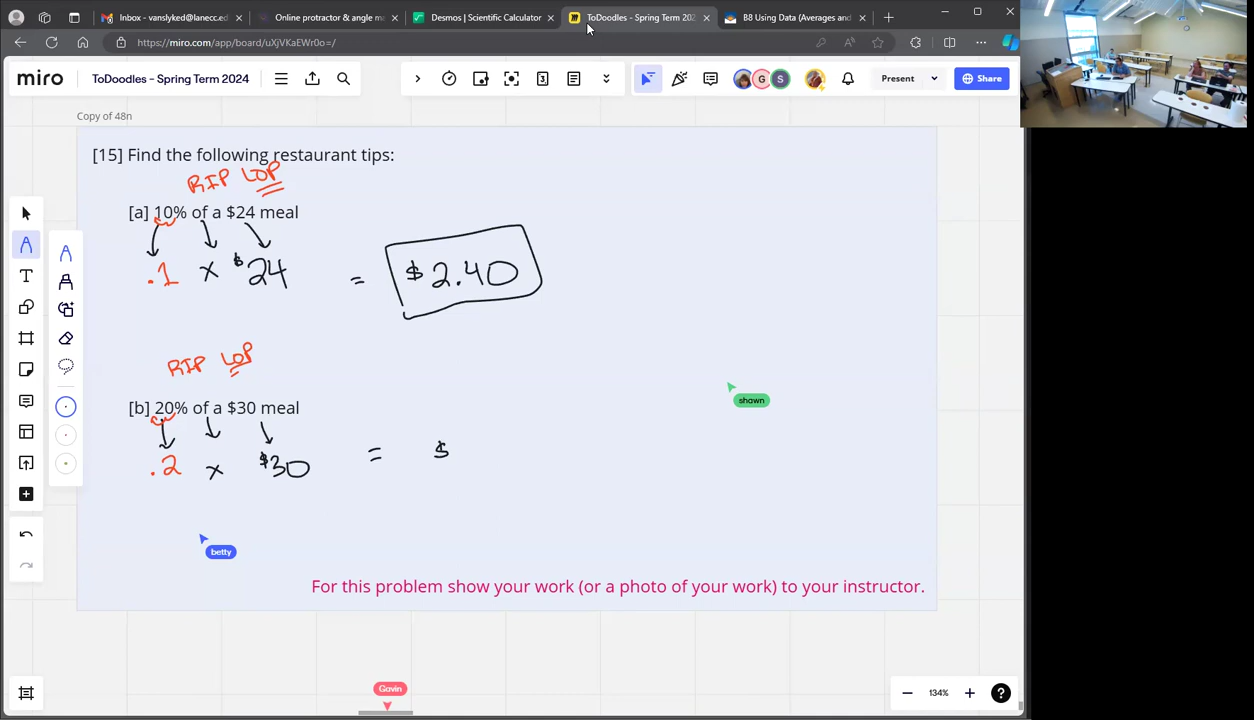 Inbox - vanslyked@lanecc.ed
Online protractor & angle me
Desmos | Scientific Calculator
ToDoodles - Spring Term 202
B8 Using Data (Averages and
https://miro.com/app/board/uXjVKaEWr0o=/
miro
ToDoodles - Spring Term 2024
3
G
S
Present
Share
Copy of 48n
[15] Find the following restaurant tips:
RIP LOP
[a] 10% of a $24 meal
.1 x $24 = $2.40
RIP LOP
[b] 20% of a $30 meal
.2 x $30 = $
shawn
betty
For this problem show your work (or a photo of your work) to your instructor.
Gavin
134%